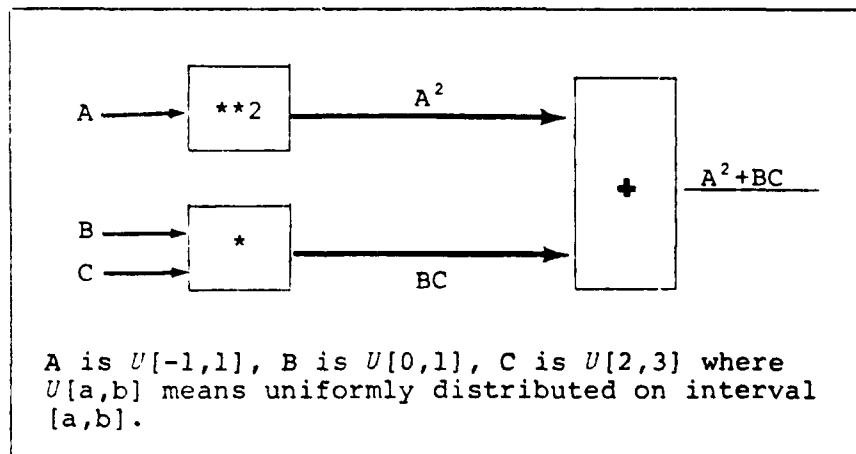 A
**2
A²
+
A²+BC
B
C
*
BC
A is U[-1,1], B is U[0,1], C is U[2,3] where
U[a,b] means uniformly distributed on interval
[a,b].